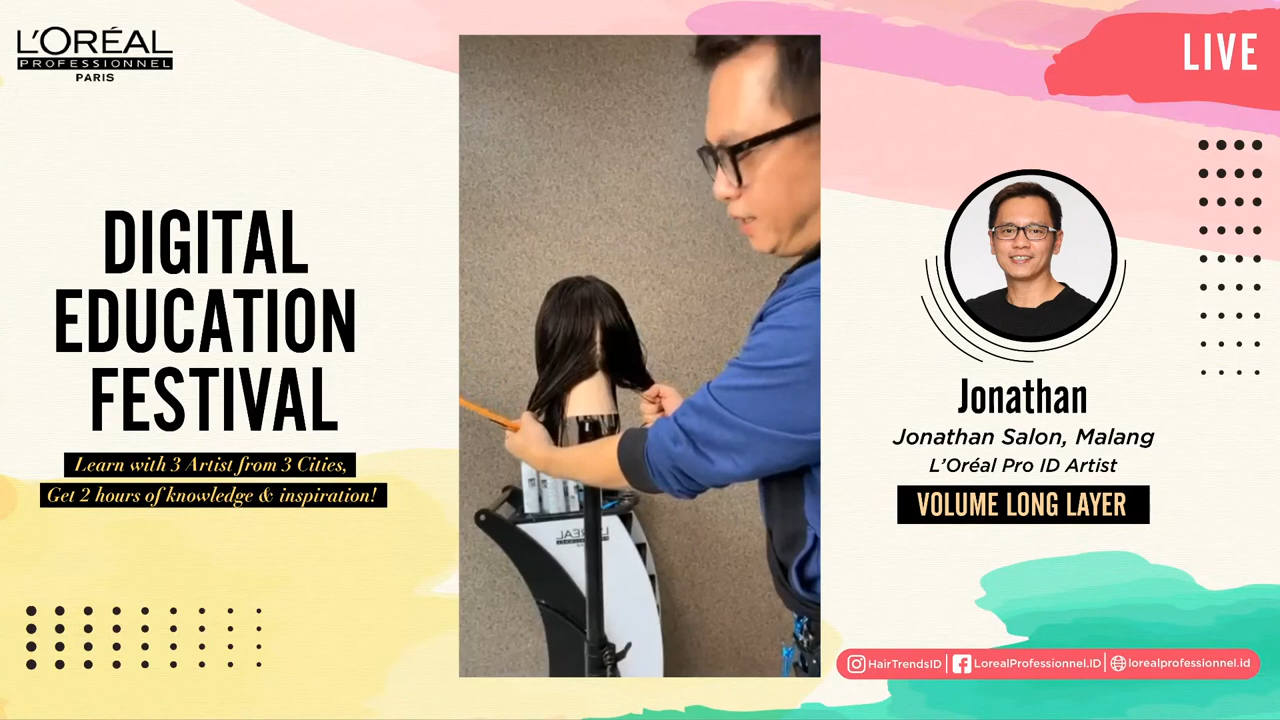 L'ORÉAL
PROFESSIONNEL
PARIS
LIVE
DIGITAL
EDUCATION
FESTIVAL
Learn with 3 Artist from 3 Cities,
Get 2 hours of knowledge & inspiration!
L'ORÉAL
Jonathan
Jonathan Salon, Malang
L'Oréal Pro ID Artist
VOLUME LONG LAYER
HairTrendsID
LorealProfessionnel.ID
lorealprofessionnel.id